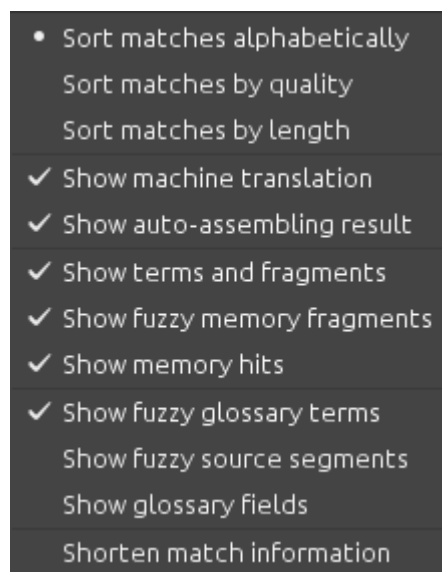 Sort matches alphabetically
Sort matches by quality
Sort matches by length
Show machine translation
Show auto-assembling result
Show terms and fragments
Show fuzzy memory fragments
Show memory hits
Show fuzzy glossary terms
Show fuzzy source segments
Show glossary fields
Shorten match information